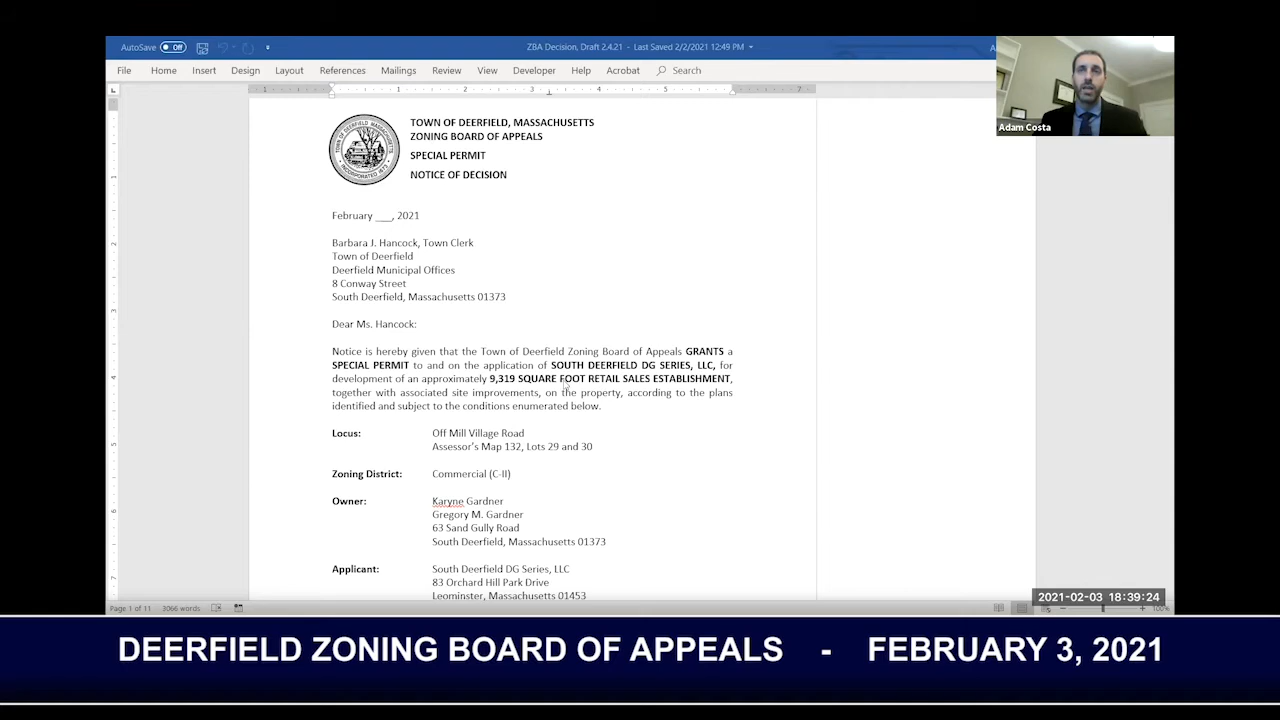 AutoSave Off
ZBA Decision, Draft 2.4.21 - Last Saved 2/2/2021 12:49 PM
File Home Insert Design Layout References Mailings Review View Developer Help Acrobat Search
Adam Costa
1 1 2 3 4 5 7
TOWN OF DEERFIELD, MASSACHUSETTS
ZONING BOARD OF APPEALS
SPECIAL PERMIT
NOTICE OF DECISION
February ___, 2021
Barbara J. Hancock, Town Clerk
Town of Deerfield
Deerfield Municipal Offices
8 Conway Street
South Deerfield, Massachusetts 01373
Dear Ms. Hancock:
Notice is hereby given that the Town of Deerfield Zoning Board of Appeals GRANTS a
SPECIAL PERMIT to and on the application of SOUTH DEERFIELD DG SERIES, LLC, for
development of an approximately 9,319 SQUARE FOOT RETAIL SALES ESTABLISHMENT,
together with associated site improvements, on the property, according to the plans
identified and subject to the conditions enumerated below.
Locus: Off Mill Village Road
Assessor's Map 132, Lots 29 and 30
Zoning District: Commercial (C-II)
Owner: Karyne Gardner
Gregory M. Gardner
63 Sand Gully Road
South Deerfield, Massachusetts 01373
Applicant: South Deerfield DG Series, LLC
83 Orchard Hill Park Drive
Leominster, Massachusetts 01453
2021-02-03 18:39:24
Page 1 of 11 3066 words
100%
DEERFIELD ZONING BOARD OF APPEALS - FEBRUARY 3, 2021